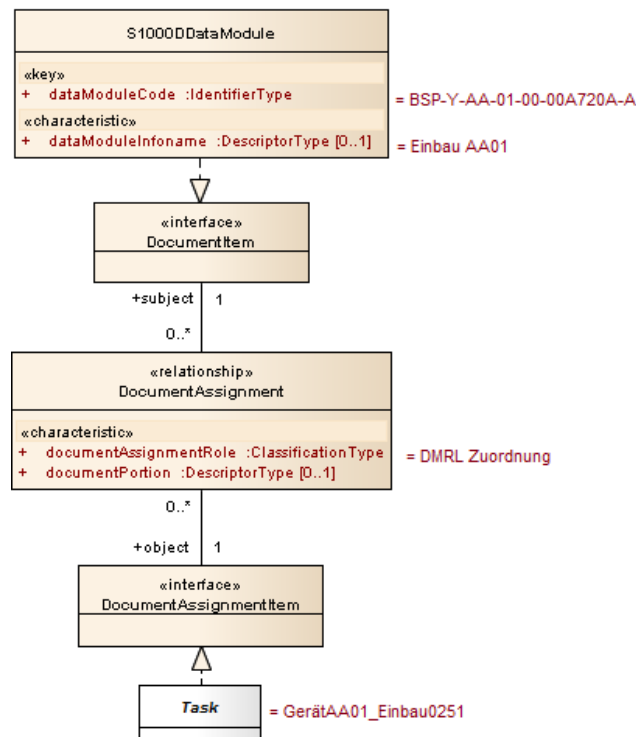 S1000DDataModule
«key»
+ dataModuleCode :IdentifierType
= BSP-Y-AA-01-00-00A720A-A
«characteristic»
+ dataModuleInfoname :DescriptorType [0..1]
= Einbau AA01
«interface»
DocumentItem
+subject 1
0..*
«relationship»
DocumentAssignment
«characteristic»
+ documentAssignmentRole :ClassificationType
= DMRL Zuordnung
+ documentPortion :DescriptorType [0..1]
0..*
+object 1
«interface»
DocumentAssignmentItem
Task
= GerätAA01_Einbau0251